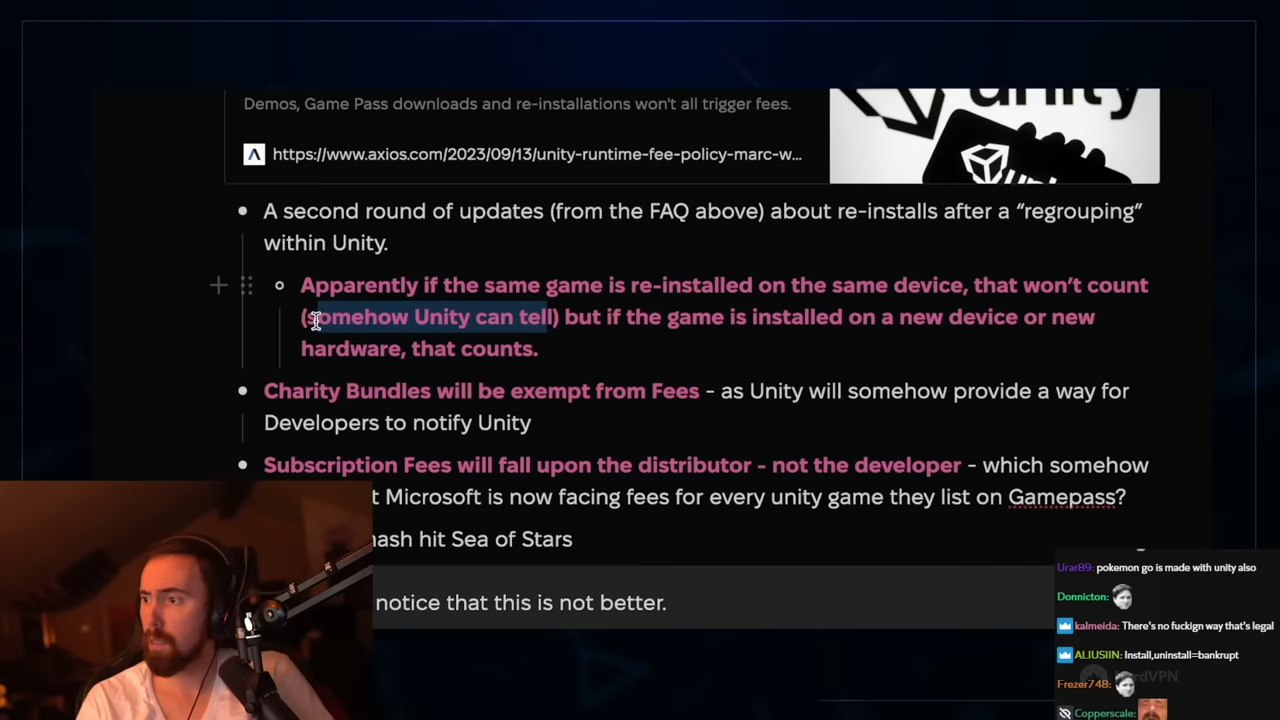 unity
Demos, Game Pass downloads and re-installations won't all trigger fees.
https://www.axios.com/2023/09/13/unity-runtime-fee-policy-marc-w...
A second round of updates (from the FAQ above) about re-installs after a “regrouping”
within Unity.
Apparently if the same game is re-installed on the same device, that won’t count
(somehow Unity can tell) but if the game is installed on a new device or new
hardware, that counts.
Charity Bundles will be exempt from Fees - as Unity will somehow provide a way for
Developers to notify Unity
Subscription Fees will fall upon the distributor - not the developer - which somehow
Microsoft is now facing fees for every unity game they list on Gamepass?
hit Sea of Stars
notice that this is not better.
Urar89: pokemon go is made with unity also
Donnicton:
kalmeida: There's no fuckign way that's legal
ALIUSIIN: Install,uninstall=bankrupt
NordVPN
Frezer748:
Copperscale: